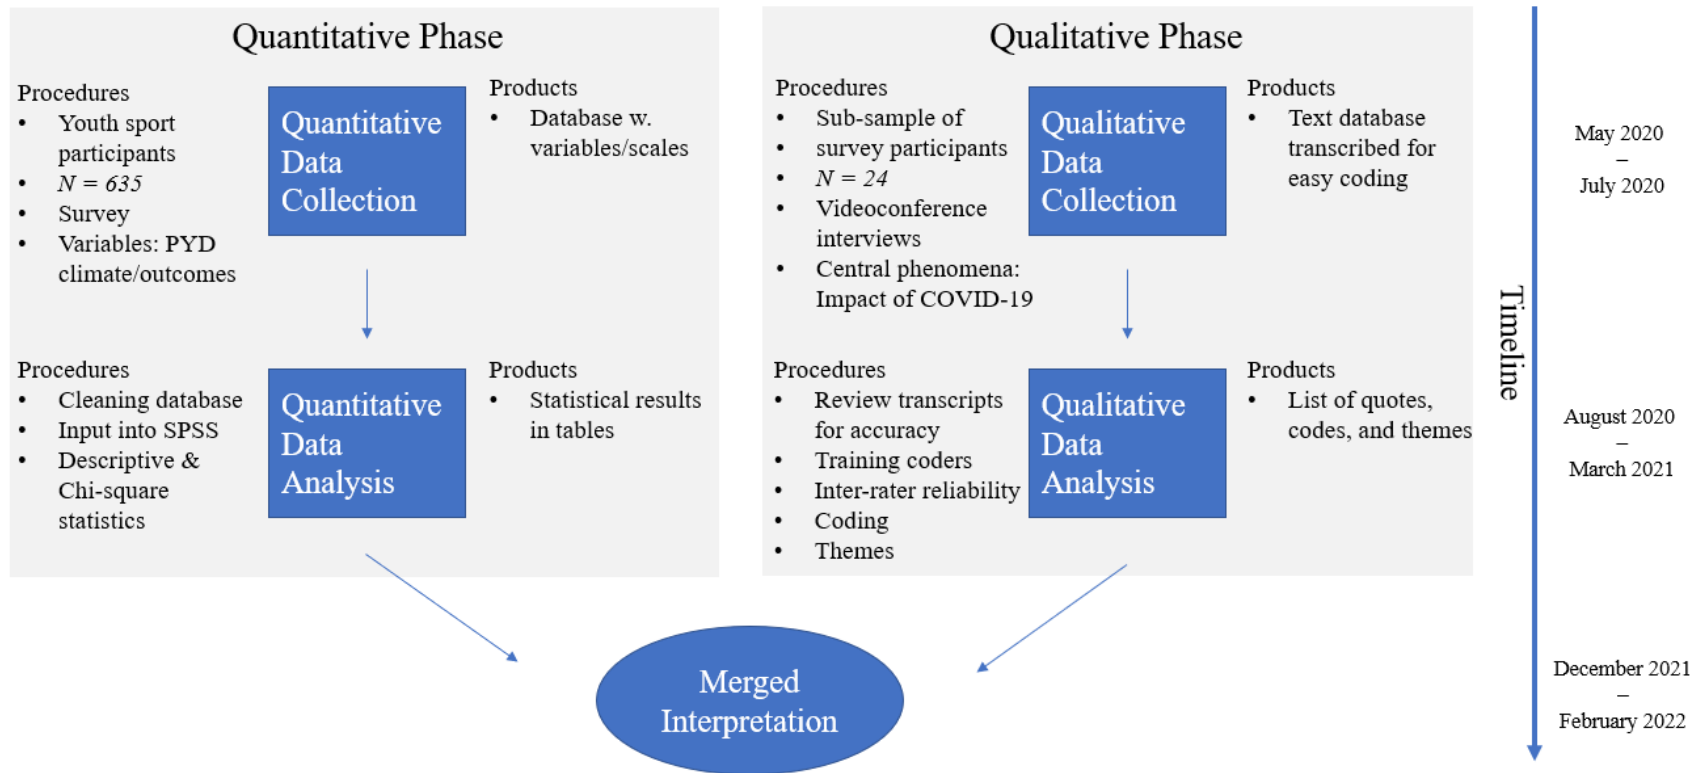 Quantitative Phase
Procedures
• Youth sport
participants
• N = 635
• Survey
• Variables: PYD
climate/outcomes
Quantitative
Data
Collection
Products
• Database w.
variables/scales
Procedures
• Cleaning database
• Input into SPSS
• Descriptive &
Chi-square
statistics
Quantitative
Data
Analysis
Products
• Statistical results
in tables
Qualitative Phase
Procedures
• Sub-sample of
• survey participants
• N = 24
• Videoconference
interviews
• Central phenomena:
Impact of COVID-19
Qualitative
Data
Collection
Products
• Text database
transcribed for
easy coding
Procedures
• Review transcripts
for accuracy
• Training coders
• Inter-rater reliability
• Coding
• Themes
Qualitative
Data
Analysis
Products
• List of quotes,
codes, and themes
Merged
Interpretation
Timeline
May 2020
–
July 2020
August 2020
–
March 2021
December 2021
–
February 2022